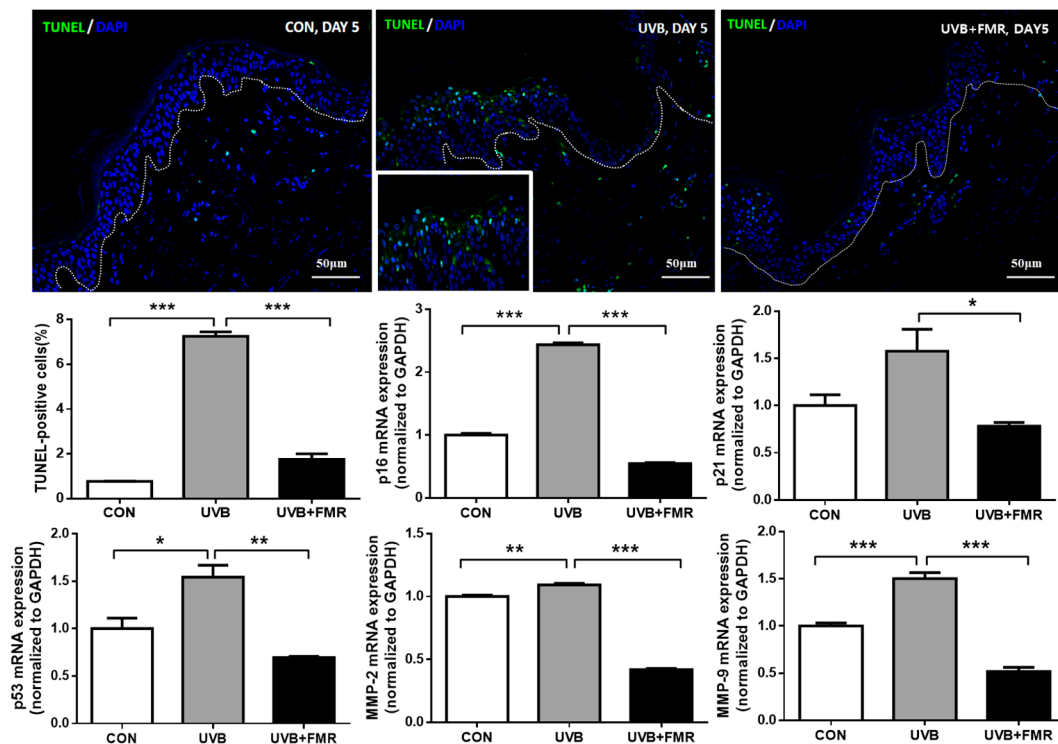 TUNEL/DAPI CON, DAY 5
50μm
TUNEL/DAPI UVB, DAY 5
50μm
TUNEL/DAPI
UVB+FMR, DAY5
50μm
TUNEL-positive cells(%)
8
6
4
2
0
***
***
CON UVB UVB+FMR
p16 mRNA expression
(normalized to GAPDH)
3
2
1
0
***
***
CON UVB UVB+FMR
p21 mRNA expression
(normalized to GAPDH)
2.0
1.5
1.0
0.5
0.0
*
CON UVB UVB+FMR
p53 mRNA expression
(normalized to GAPDH)
2.0
1.5
1.0
0.5
0.0
*
**
CON UVB UVB+FMR
MMP-2 mRNA expression
(normalized to GAPDH)
1.5
1.0
0.5
0.0
**
***
CON UVB UVB+FMR
MMP-9 mRNA expression
(normalized to GAPDH)
2.0
1.5
1.0
0.5
0.0
***
***
CON UVB UVB+FMR